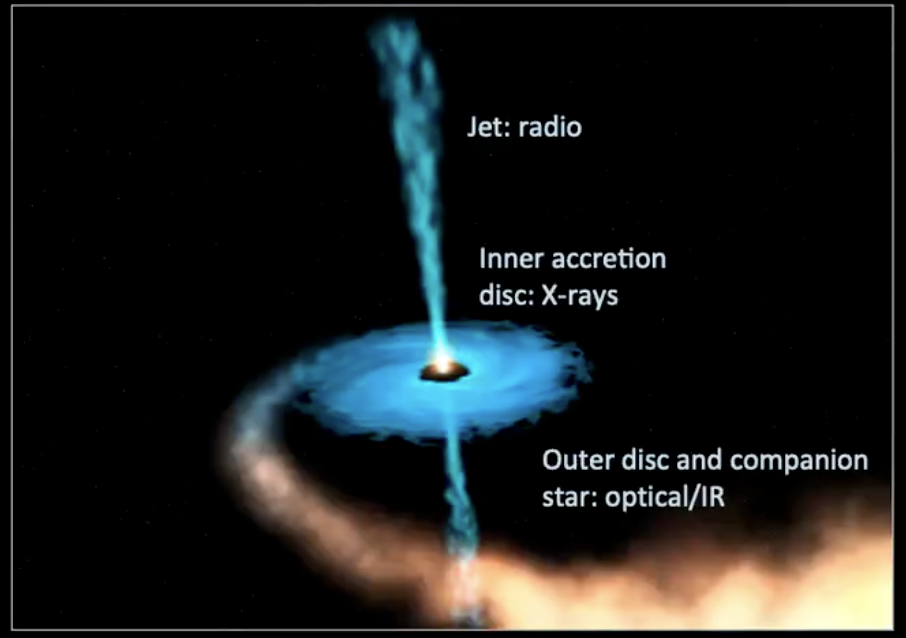 Jet: radio
Inner accretion
disc: X-rays
Outer disc and companion
star: optical/IR